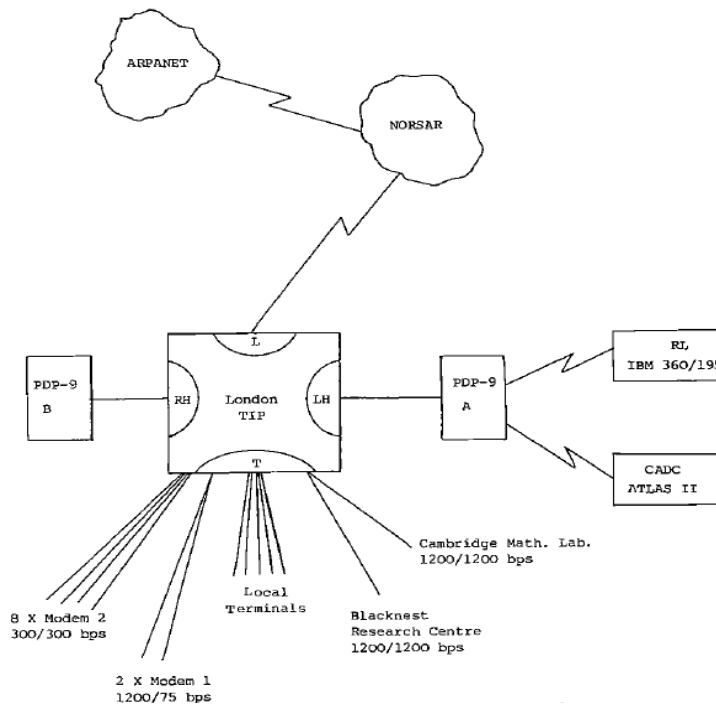 ARPANET
NORSAR
L
RL
IBM 360/195
PDP-9
B
RH
London
TIP
LH
PDP-9
A
T
CADC
ATLAS II
Cambridge Math. Lab.
1200/1200 bps
Local
Terminals
8 X Modem 2
300/300 bps
Blacknest
Research Centre
1200/1200 bps
2 X Modem 1
1200/75 bps